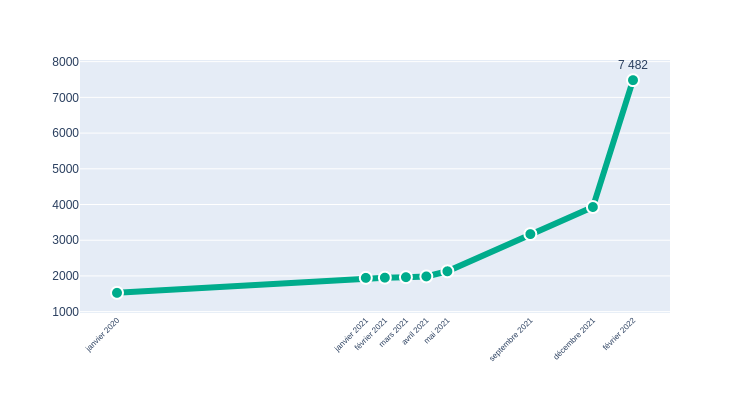 8000
7000
6000
5000
4000
3000
2000
1000
7 482
janvier 2020
janvier 2021
février 2021
mars 2021
avril 2021
mai 2021
septembre 2021
décembre 2021
février 2022